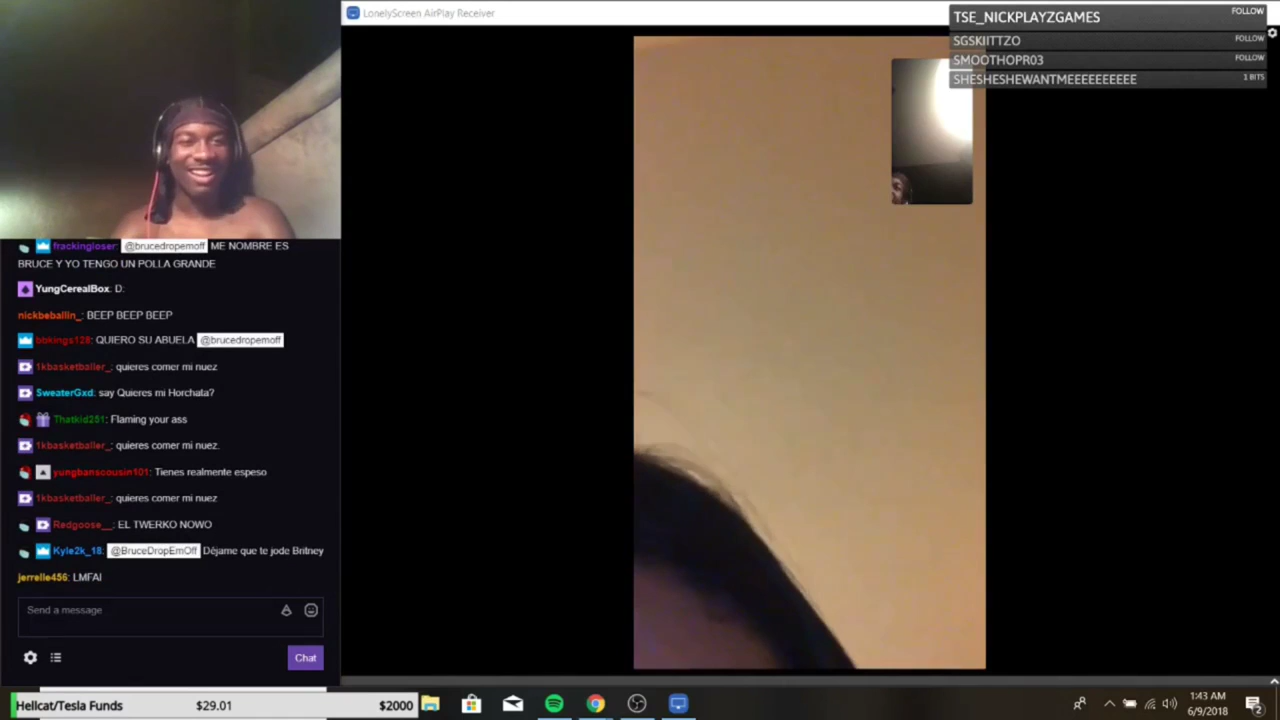 LonelyScreen AirPlay Receiver
TSE_NICKPLAYZGAMES FOLLOW
SGSKIITTZO FOLLOW
SMOOTHOPR03 FOLLOW
SHESHESHEWANTMEEEEEEEEEE 1 BITS
frackingloser: @brucedropemoff ME NOMBRE ES
BRUCE Y YO TENGO UN POLLA GRANDE
YungCerealBox: D:
nickbeballin_: BEEP BEEP BEEP
bbkings128: QUIERO SU ABUELA @brucedropemoff
1kbasketballer_: quieres comer mi nuez
SweaterGxd: say Quieres mi Horchata?
Thatkid251: Flaming your ass
1kbasketballer_: quieres comer mi nuez.
yungbanscousin101: Tienes realmente espeso
1kbasketballer_: quieres comer mi nuez
Redgoose__: EL TWERKO NOWO
Kyle2k_18: @BruceDropEmOff Déjame que te jode Britney
jerrelle456: LMFAI
Send a message
Chat
Hellcat/Tesla Funds $29.01 $2000
1:43 AM
6/9/2018
2